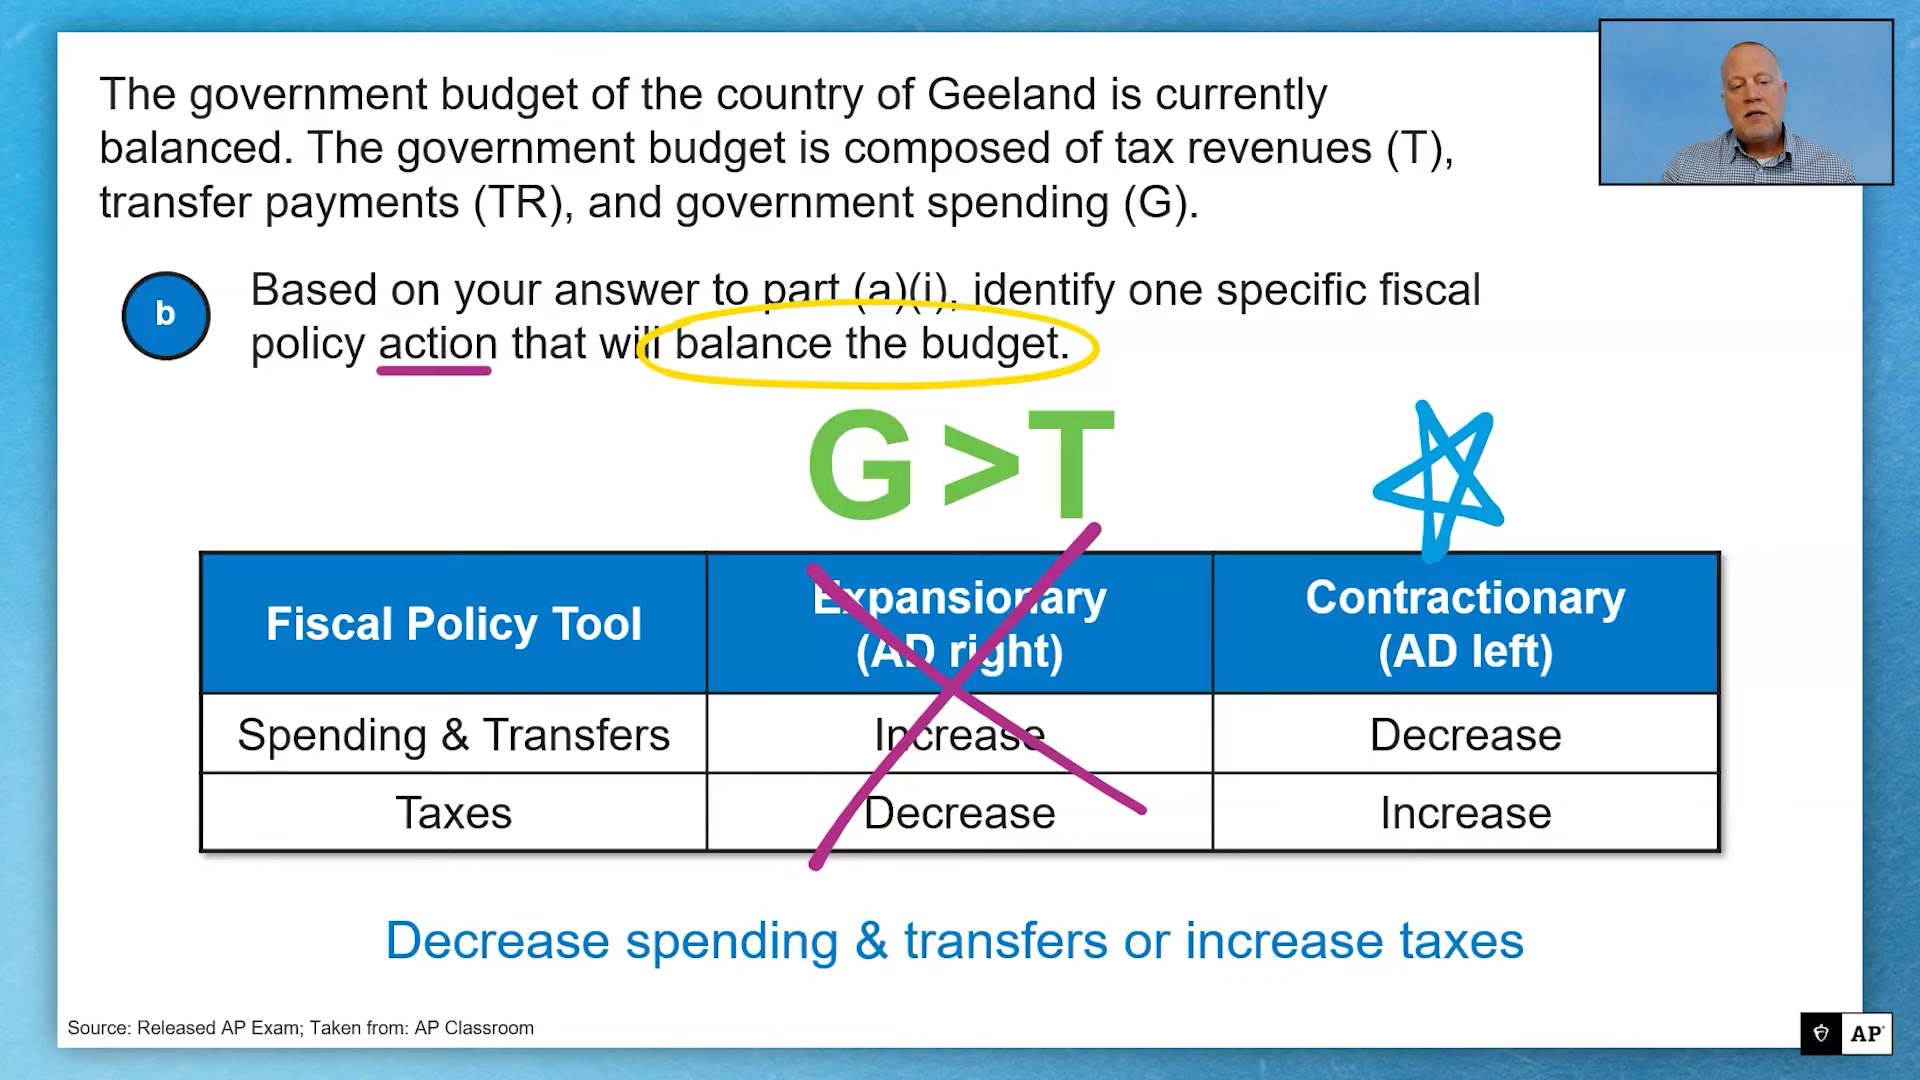 The government budget of the country of Geeland is currently
balanced. The government budget is composed of tax revenues (T),
transfer payments (TR), and government spending (G).
b
Based on your answer to part (a)(i), identify one specific fiscal
policy action that will balance the budget.
G > T
Fiscal Policy Tool
Expansionary
(AD right)
Contractionary
(AD left)
Spending & Transfers
Increase
Decrease
Taxes
Decrease
Increase
Decrease spending & transfers or increase taxes
Source: Released AP Exam; Taken from: AP Classroom
AP